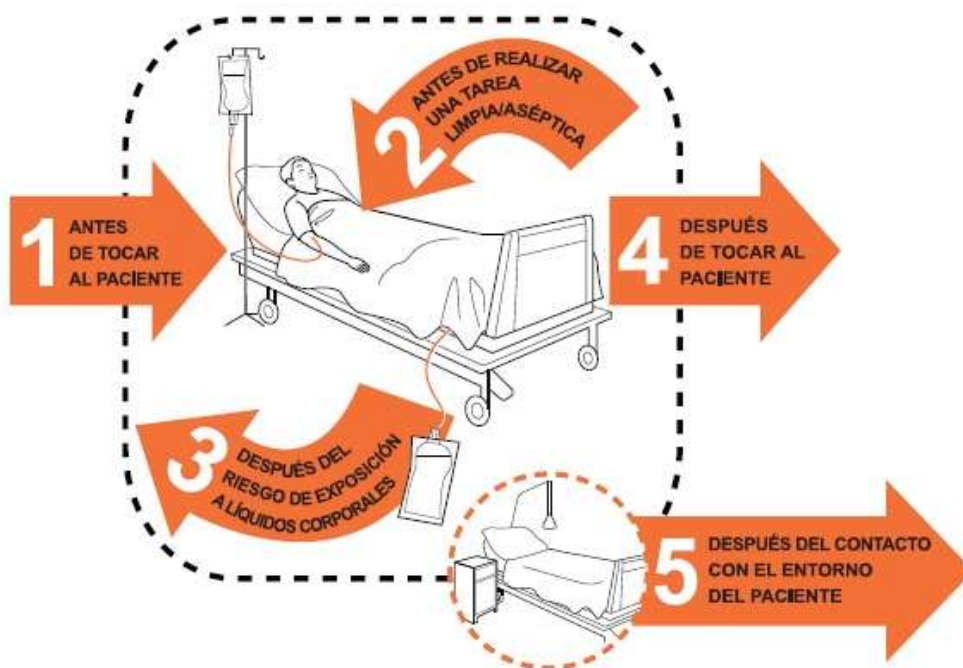 1
ANTES
DE TOCAR
AL PACIENTE
2
ANTES DE REALIZAR
UNA TAREA
LIMPIA/ASÉPTICA
3
DESPUÉS DEL
RIESGO DE EXPOSICIÓN
A LÍQUIDOS CORPORALES
4
DESPUÉS
DE TOCAR AL
PACIENTE
5
DESPUÉS DEL CONTACTO
CON EL ENTORNO
DEL PACIENTE